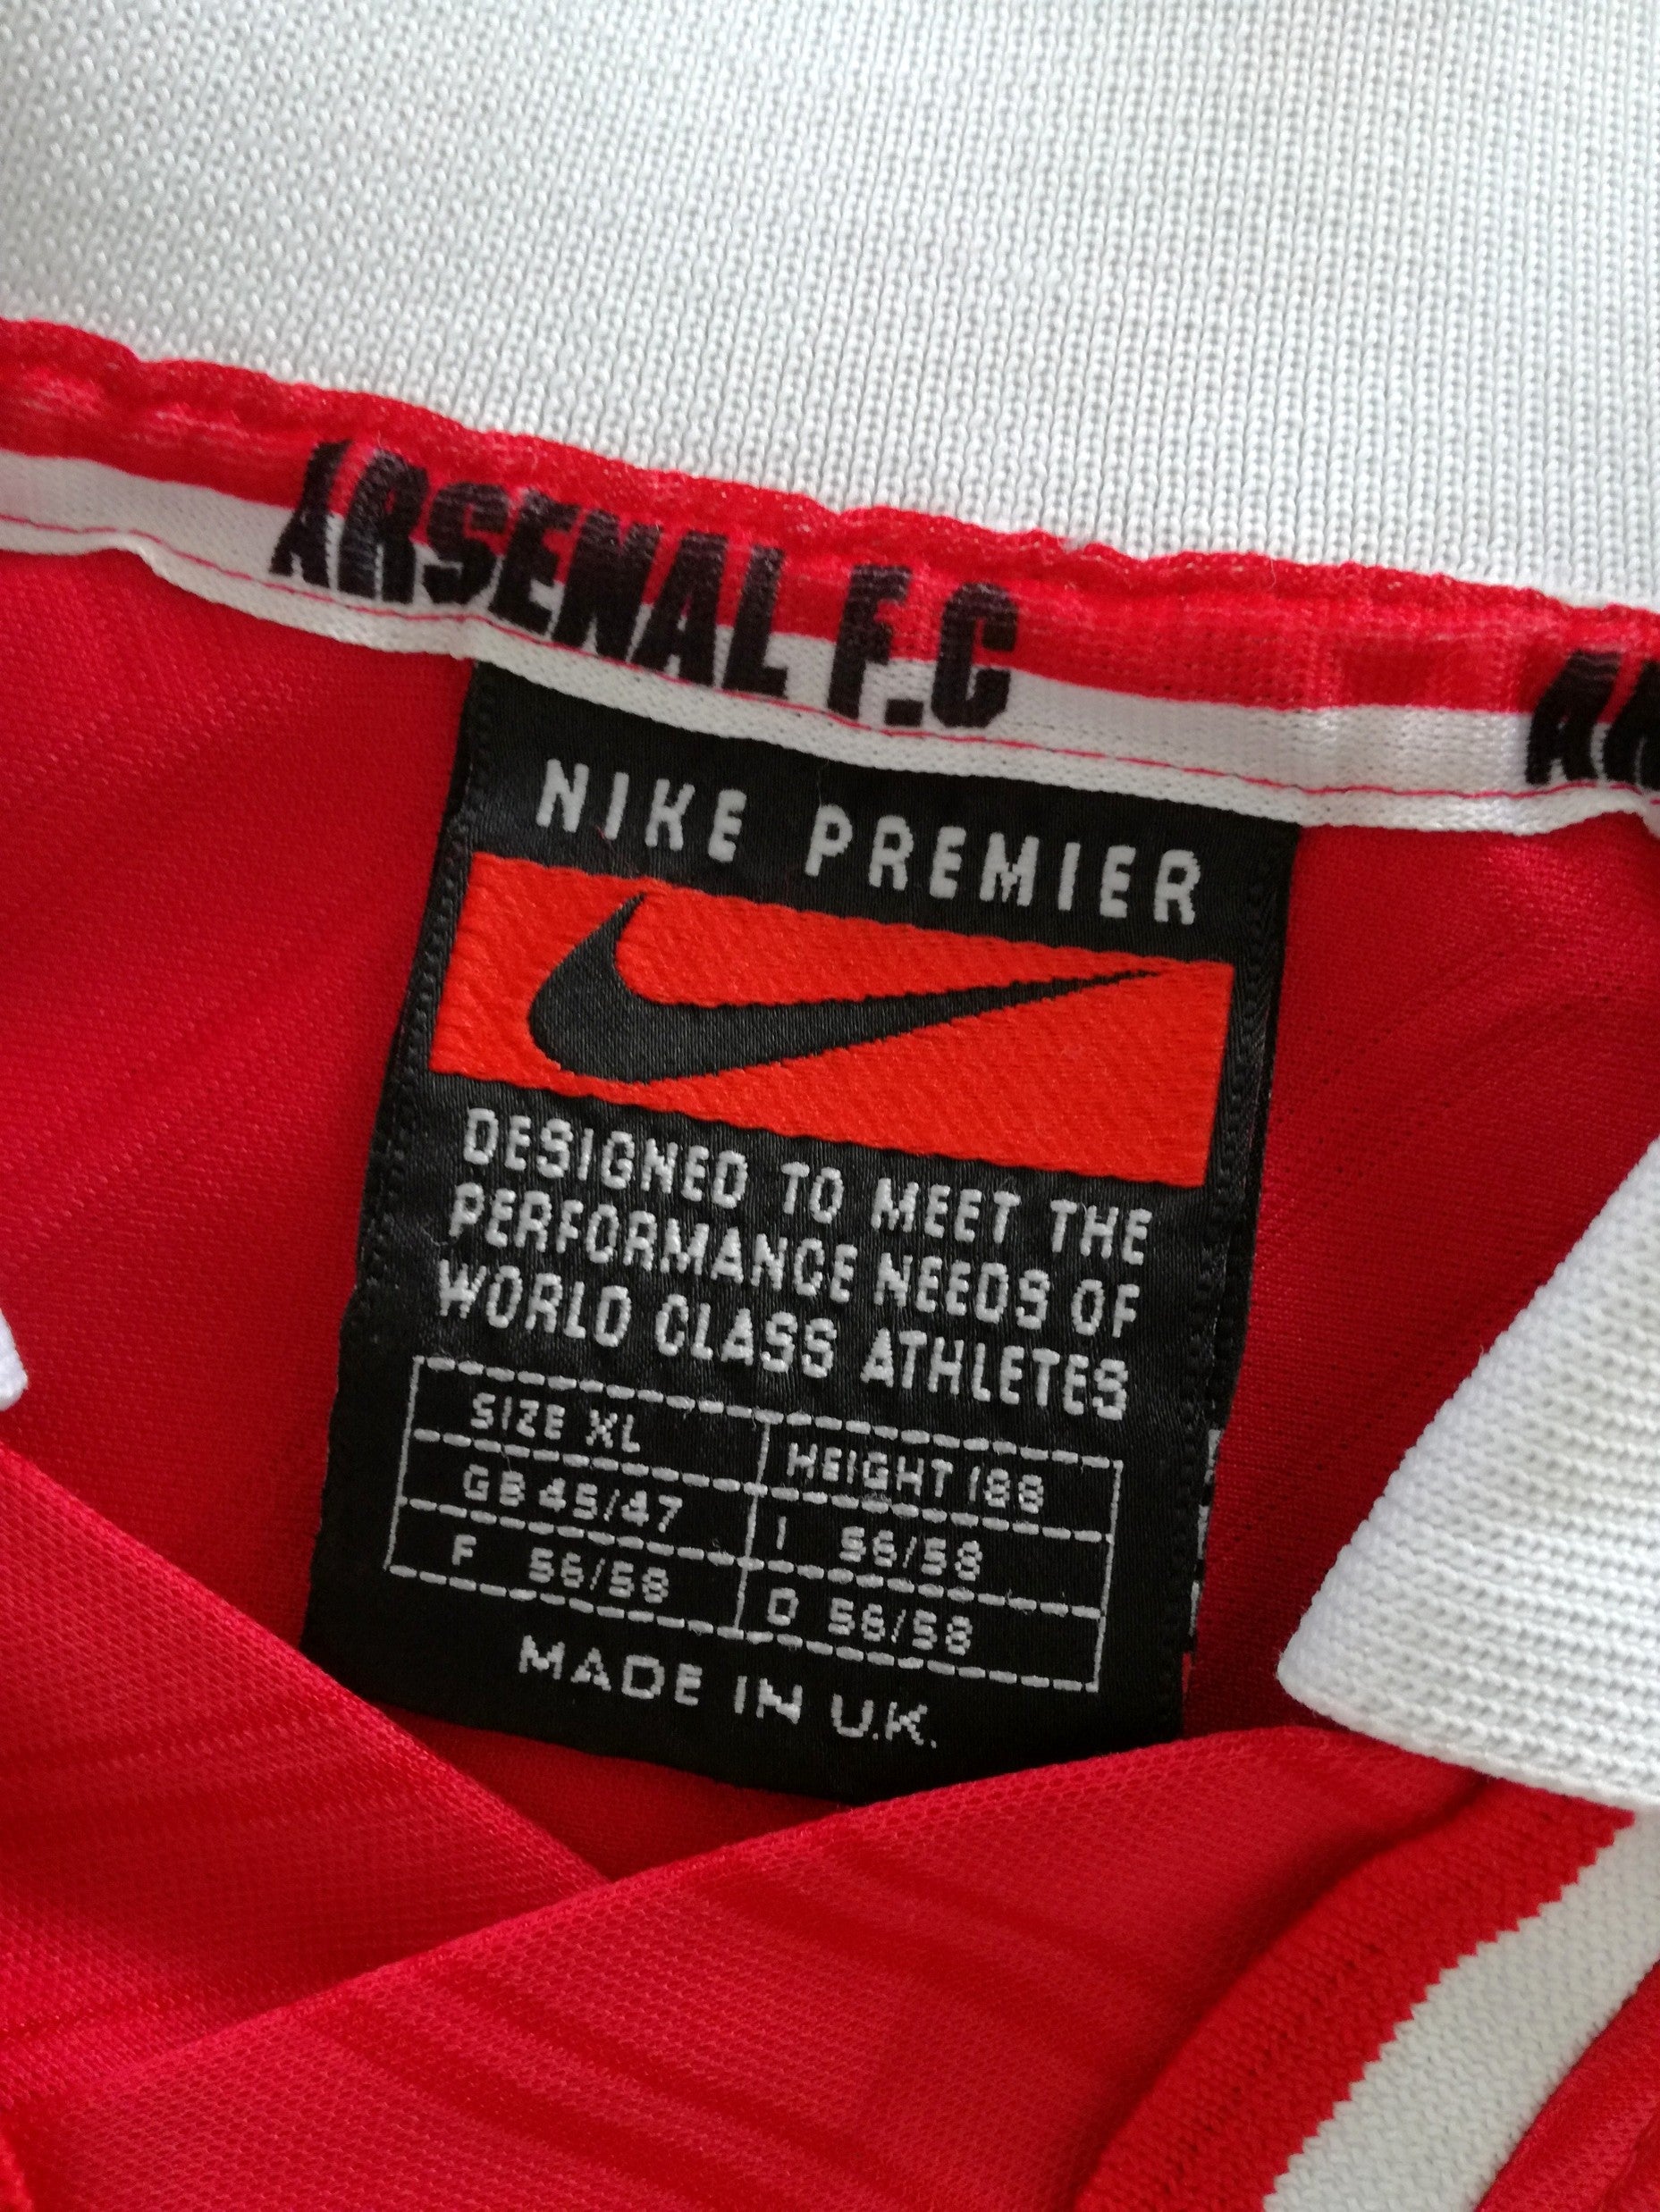 ARSENAL F.C
NIKE PREMIER
DESIGNED TO MEET THE
PERFORMANCE NEEDS OF
WORLD CLASS ATHLETES
SIZE XL HEIGHT 188
GB 45/47 I 56/58
F 56/58 D 56/58
MADE IN U.K.